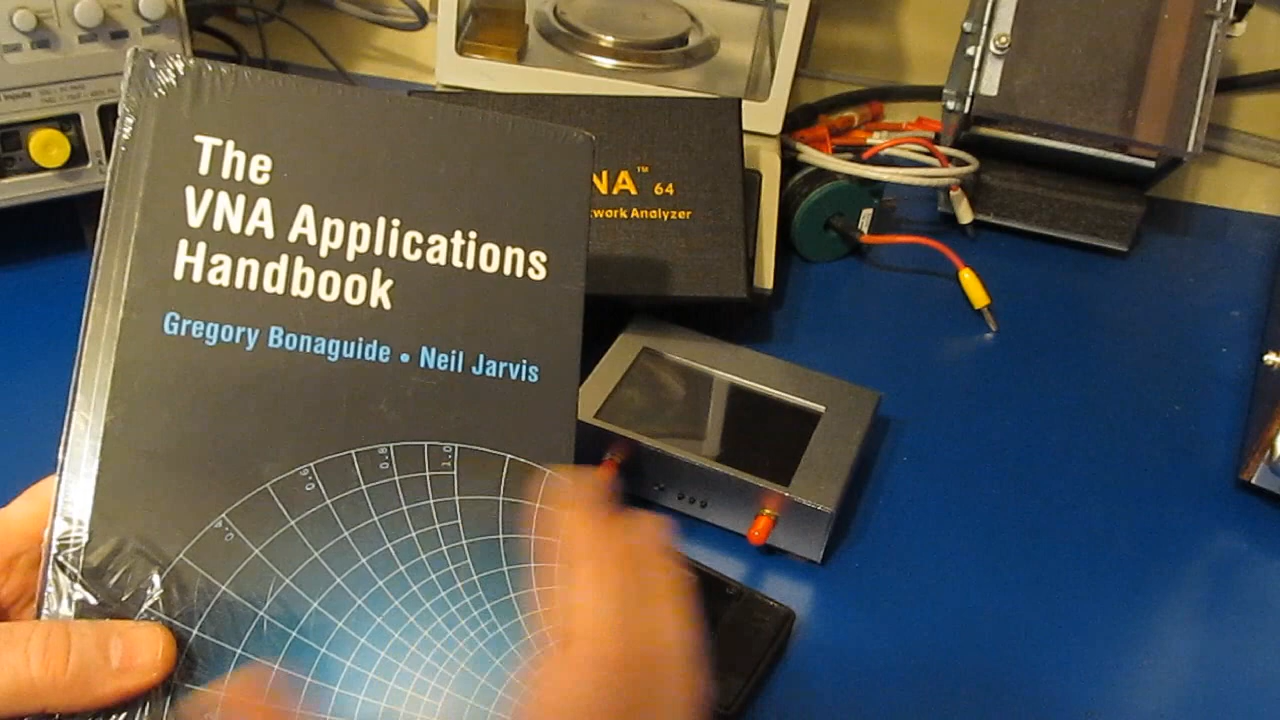 The
VNA Applications
Handbook
Gregory Bonaguide • Neil Jarvis
NA™ 64
twork Analyzer
0.4
0.6
0.8
1.0